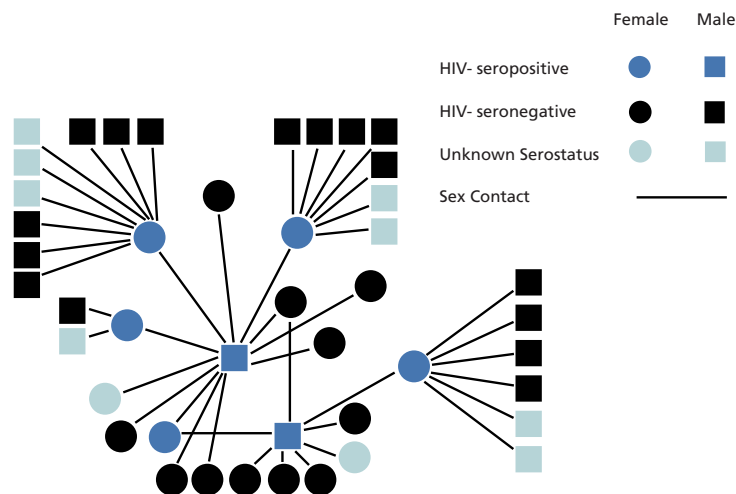 Female Male
HIV- seropositive
HIV- seronegative
Unknown Serostatus
Sex Contact